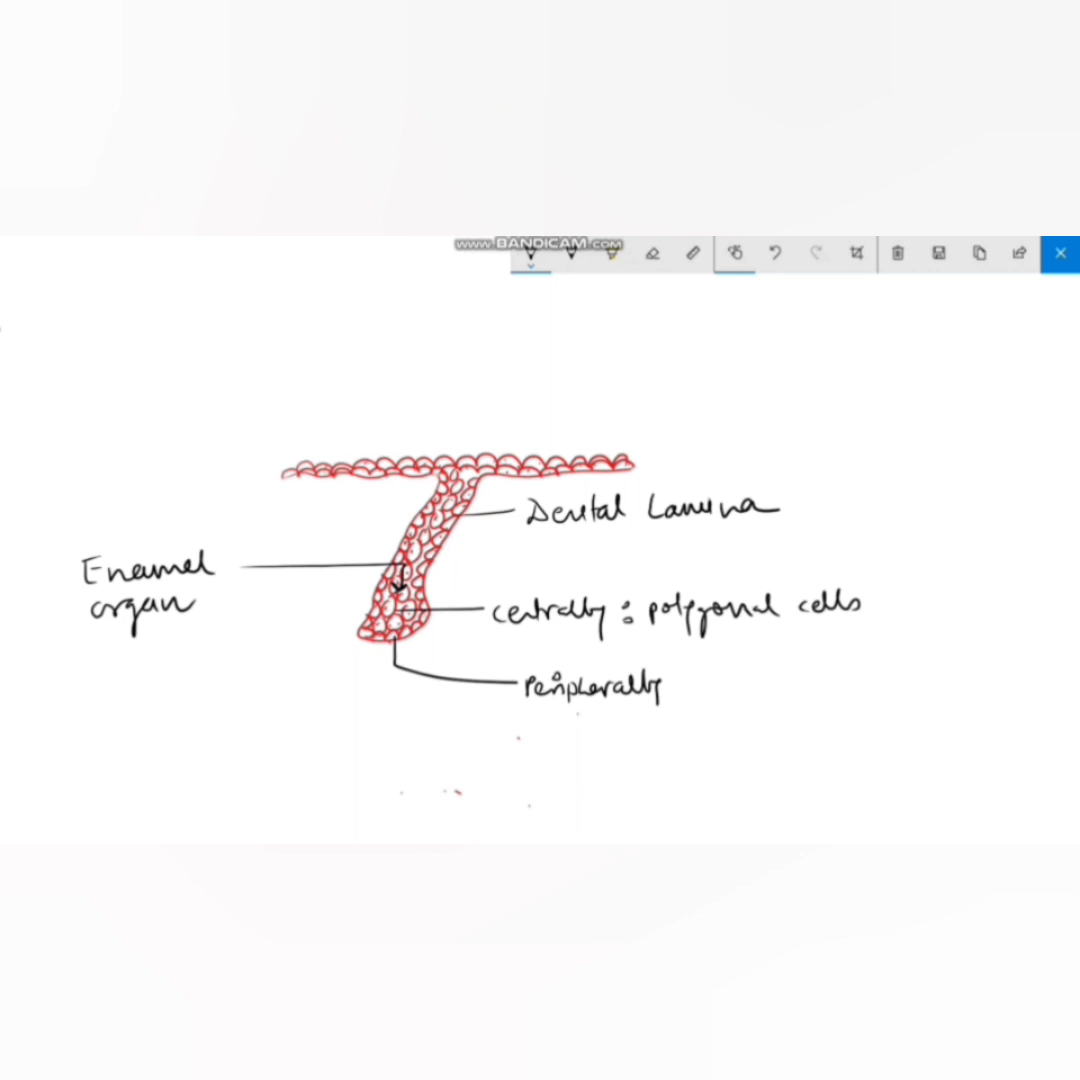 www.BANDICAM.com
Dental Lamina
Enamel
organ
centrally : polygonal cells
Peripherally